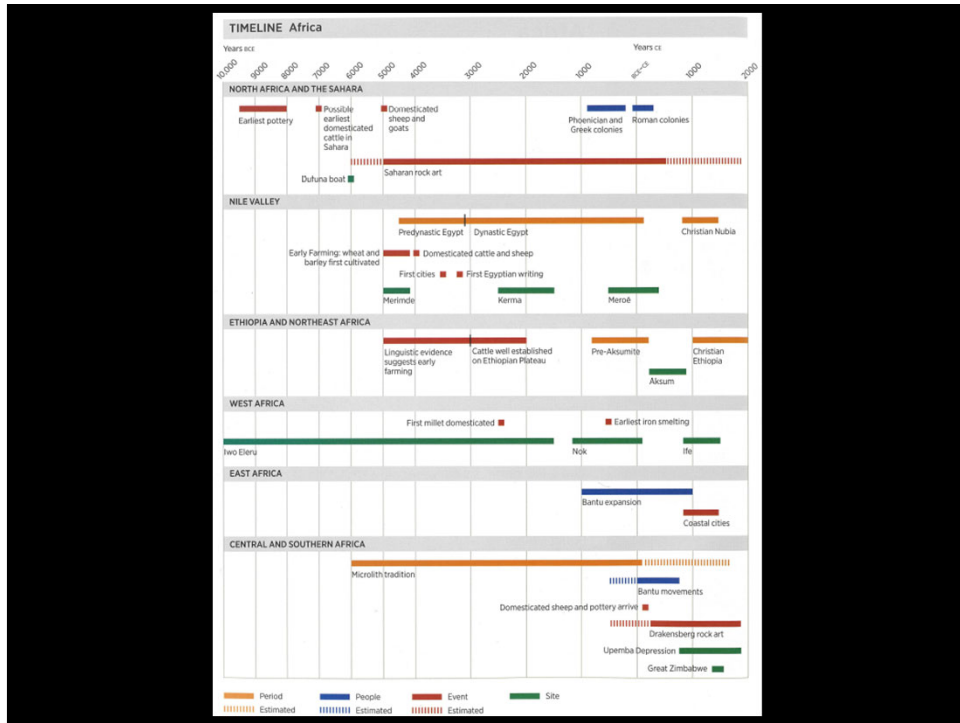 TIMELINE Africa
Years BCE
Years CE
10,000 9000 8000 7000 6000 5000 4000 3000 2000 1000 BCE–CE 1000 2000
NORTH AFRICA AND THE SAHARA
Earliest pottery
Possible
earliest
domesticated
cattle in
Sahara
Domesticated
sheep and
goats
Phoenician and
Greek colonies
Roman colonies
Saharan rock art
Dufuna boat
NILE VALLEY
Predynastic Egypt
Dynastic Egypt
Christian Nubia
Early Farming: wheat and
barley first cultivated
Domesticated cattle and sheep
First cities
First Egyptian writing
Merimde
Kerma
Meroë
ETHIOPIA AND NORTHEAST AFRICA
Linguistic evidence
suggests early
farming
Cattle well established
on Ethiopian Plateau
Pre-Aksumite
Christian
Ethiopia
Aksum
WEST AFRICA
First millet domesticated
Earliest iron smelting
Iwo Eleru
Nok
Ife
EAST AFRICA
Bantu expansion
Coastal cities
CENTRAL AND SOUTHERN AFRICA
Microlith tradition
Bantu movements
Domesticated sheep and pottery arrive
Drakensberg rock art
Upemba Depression
Great Zimbabwe
Period
People
Event
Site
Estimated
Estimated
Estimated